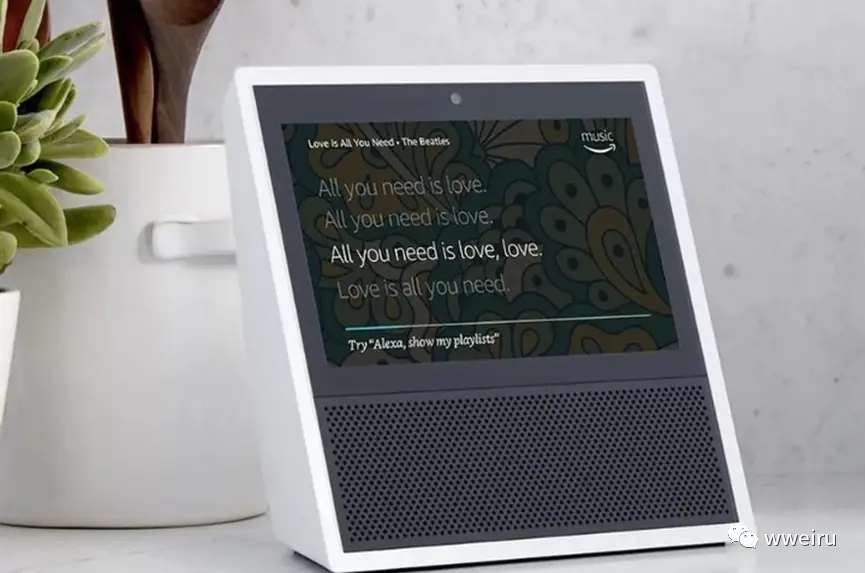 Love Is All You Need • The Beatles
music
All you need is love.
All you need is love.
All you need is love, love.
Love is all you need.
Try "Alexa, show my playlists"
wweiru